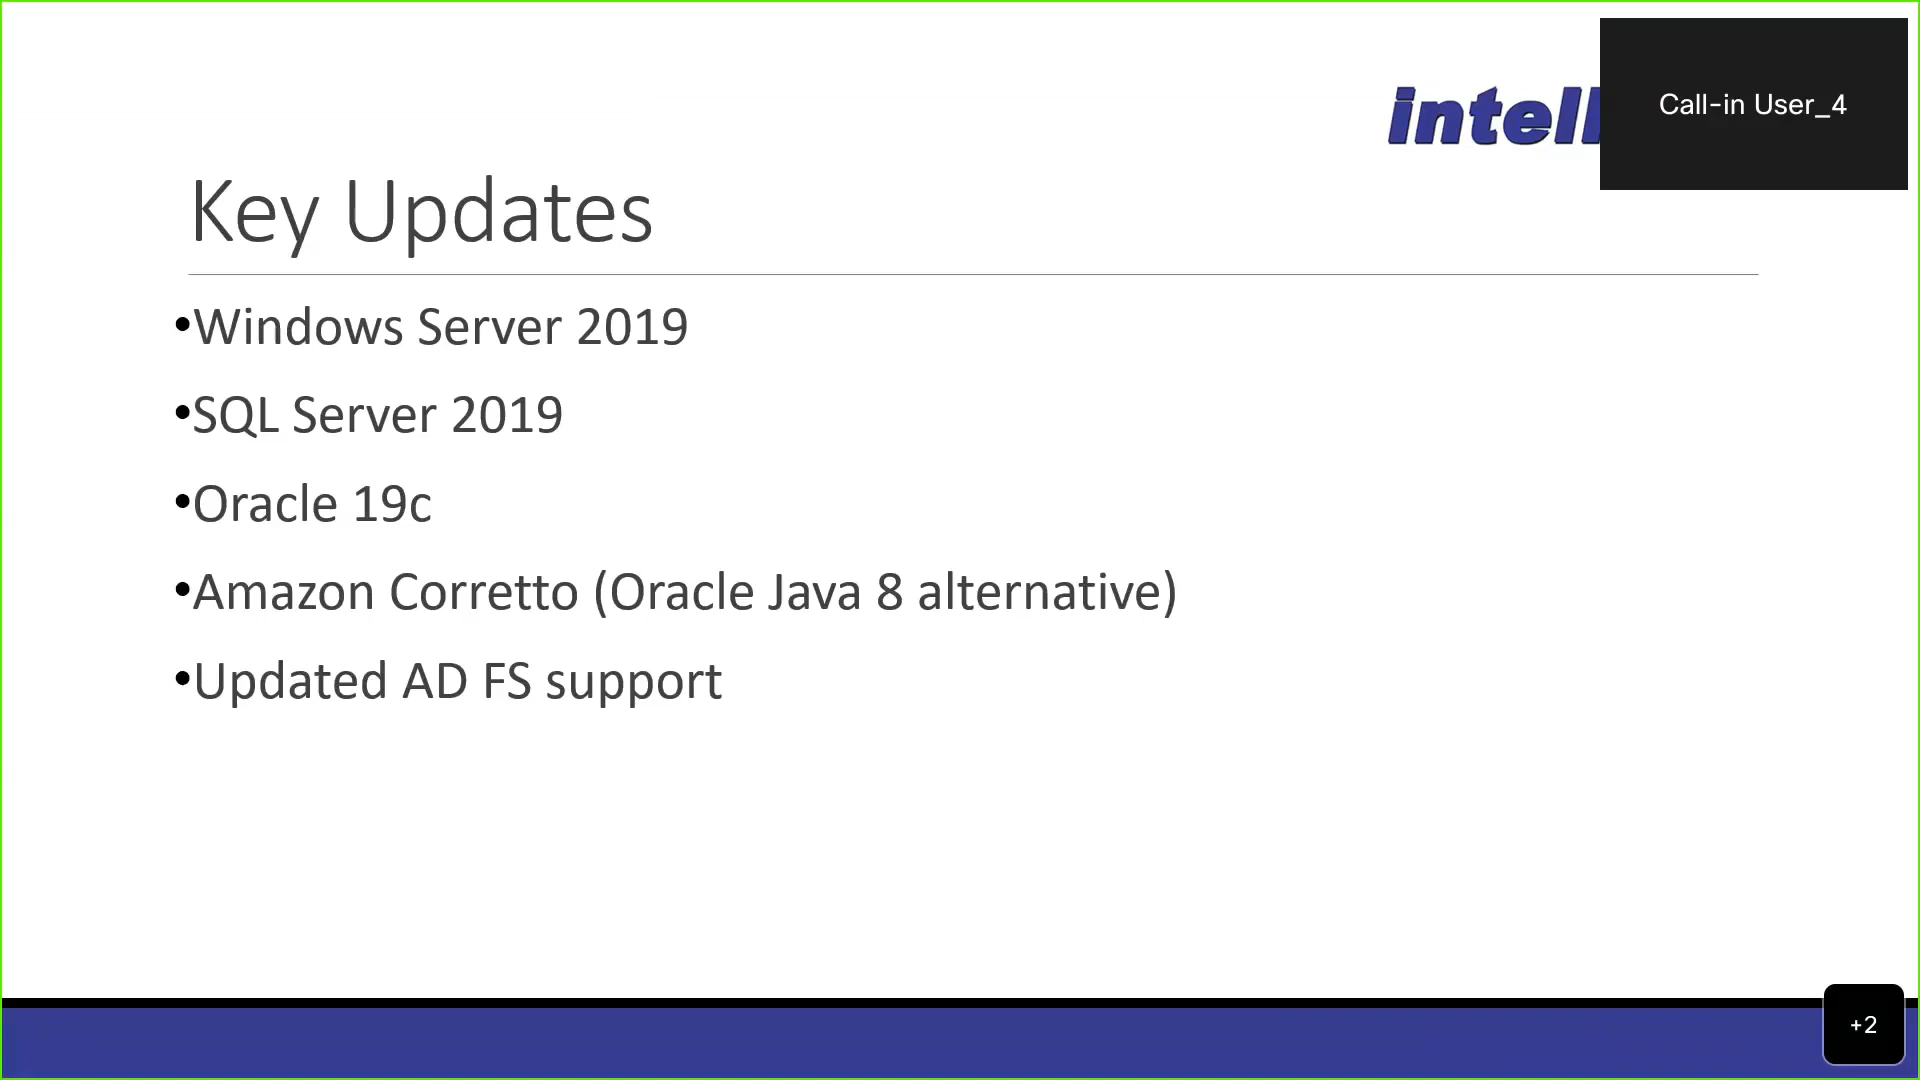 intell
Call-in User_4
Key Updates
•Windows Server 2019
•SQL Server 2019
•Oracle 19c
•Amazon Corretto (Oracle Java 8 alternative)
•Updated AD FS support
+2